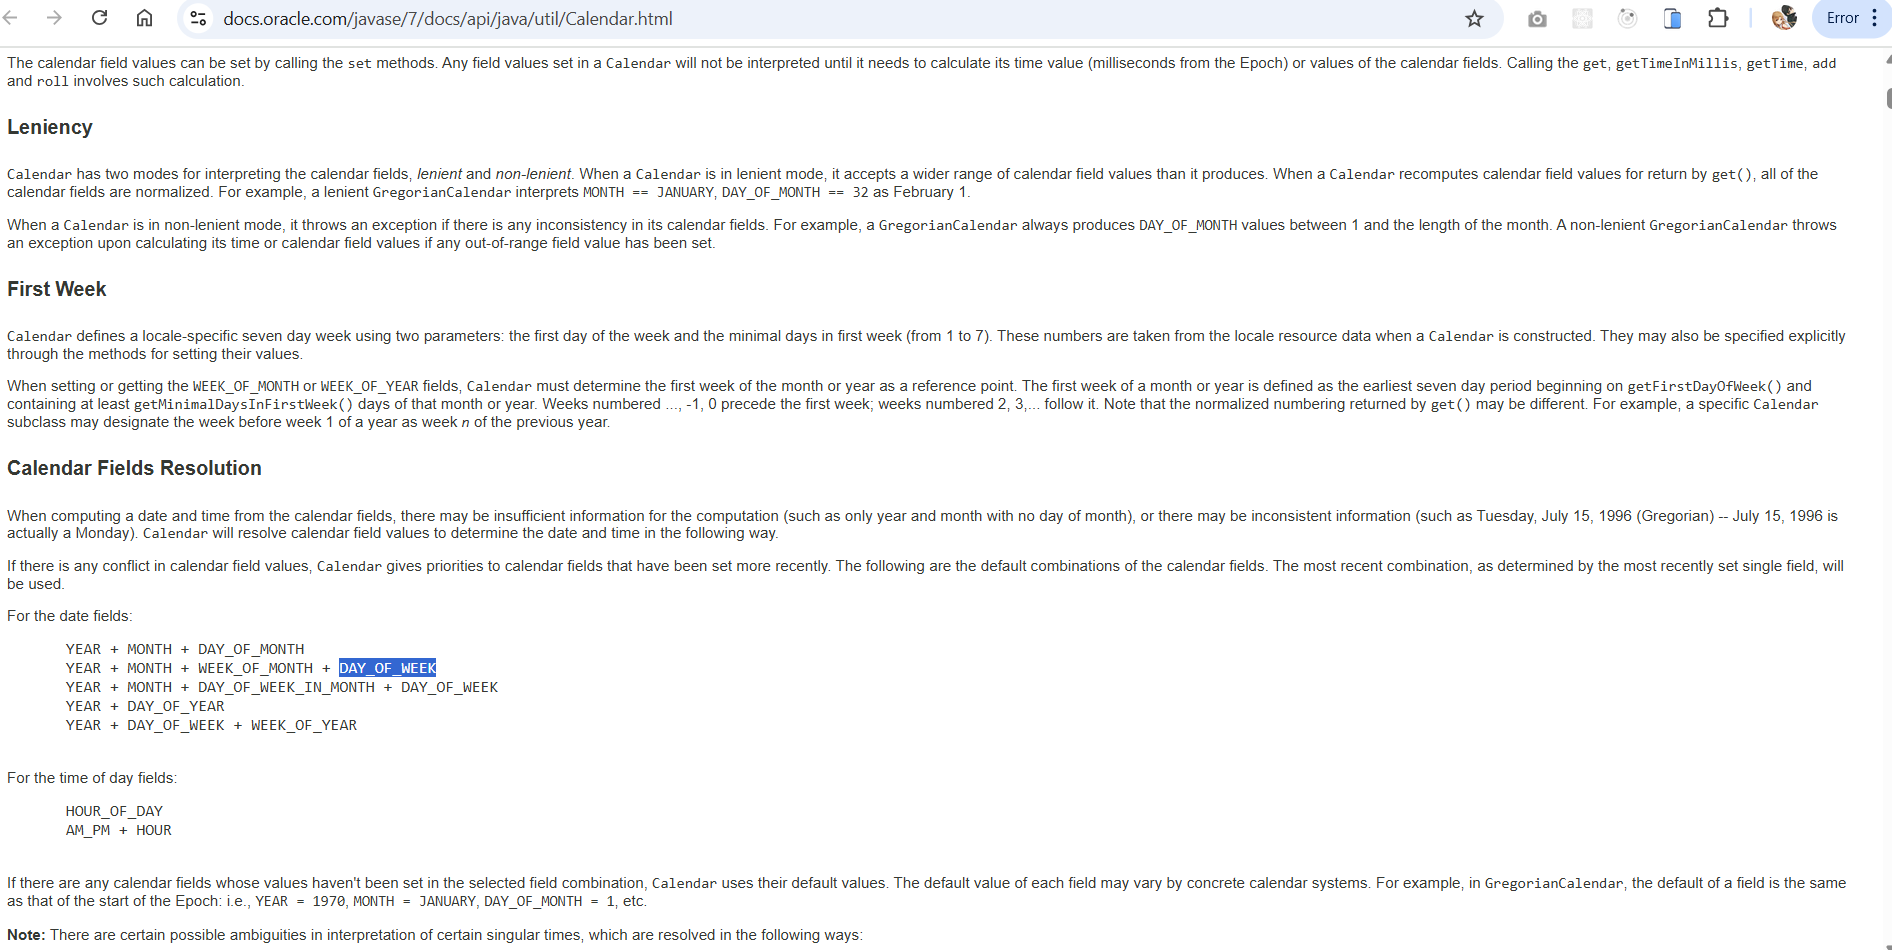 docs.oracle.com/javase/7/docs/api/java/util/Calendar.html
Error
The calendar field values can be set by calling the set methods. Any field values set in a Calendar will not be interpreted until it needs to calculate its time value (milliseconds from the Epoch) or values of the calendar fields. Calling the get, getTimeInMillis, getTime, add
and roll involves such calculation.
Leniency
Calendar has two modes for interpreting the calendar fields, lenient and non-lenient. When a Calendar is in lenient mode, it accepts a wider range of calendar field values than it produces. When a Calendar recomputes calendar field values for return by get(), all of the
calendar fields are normalized. For example, a lenient GregorianCalendar interprets MONTH == JANUARY, DAY_OF_MONTH == 32 as February 1.
When a Calendar is in non-lenient mode, it throws an exception if there is any inconsistency in its calendar fields. For example, a GregorianCalendar always produces DAY_OF_MONTH values between 1 and the length of the month. A non-lenient GregorianCalendar throws
an exception upon calculating its time or calendar field values if any out-of-range field value has been set.
First Week
Calendar defines a locale-specific seven day week using two parameters: the first day of the week and the minimal days in first week (from 1 to 7). These numbers are taken from the locale resource data when a Calendar is constructed. They may also be specified explicitly
through the methods for setting their values.
When setting or getting the WEEK_OF_MONTH or WEEK_OF_YEAR fields, Calendar must determine the first week of the month or year as a reference point. The first week of a month or year is defined as the earliest seven day period beginning on getFirstDayOfWeek() and
containing at least getMinimalDaysInFirstWeek() days of that month or year. Weeks numbered ..., -1, 0 precede the first week; weeks numbered 2, 3,... follow it. Note that the normalized numbering returned by get() may be different. For example, a specific Calendar
subclass may designate the week before week 1 of a year as week n of the previous year.
Calendar Fields Resolution
When computing a date and time from the calendar fields, there may be insufficient information for the computation (such as only year and month with no day of month), or there may be inconsistent information (such as Tuesday, July 15, 1996 (Gregorian) -- July 15, 1996 is
actually a Monday). Calendar will resolve calendar field values to determine the date and time in the following way.
If there is any conflict in calendar field values, Calendar gives priorities to calendar fields that have been set more recently. The following are the default combinations of the calendar fields. The most recent combination, as determined by the most recently set single field, will
be used.
For the date fields:
YEAR + MONTH + DAY_OF_MONTH
YEAR + MONTH + WEEK_OF_MONTH + DAY_OF_WEEK
YEAR + MONTH + DAY_OF_WEEK_IN_MONTH + DAY_OF_WEEK
YEAR + DAY_OF_YEAR
YEAR + DAY_OF_WEEK + WEEK_OF_YEAR
For the time of day fields:
HOUR_OF_DAY
AM_PM + HOUR
If there are any calendar fields whose values haven't been set in the selected field combination, Calendar uses their default values. The default value of each field may vary by concrete calendar systems. For example, in GregorianCalendar, the default of a field is the same
as that of the start of the Epoch: i.e., YEAR = 1970, MONTH = JANUARY, DAY_OF_MONTH = 1, etc.
Note: There are certain possible ambiguities in interpretation of certain singular times, which are resolved in the following ways: